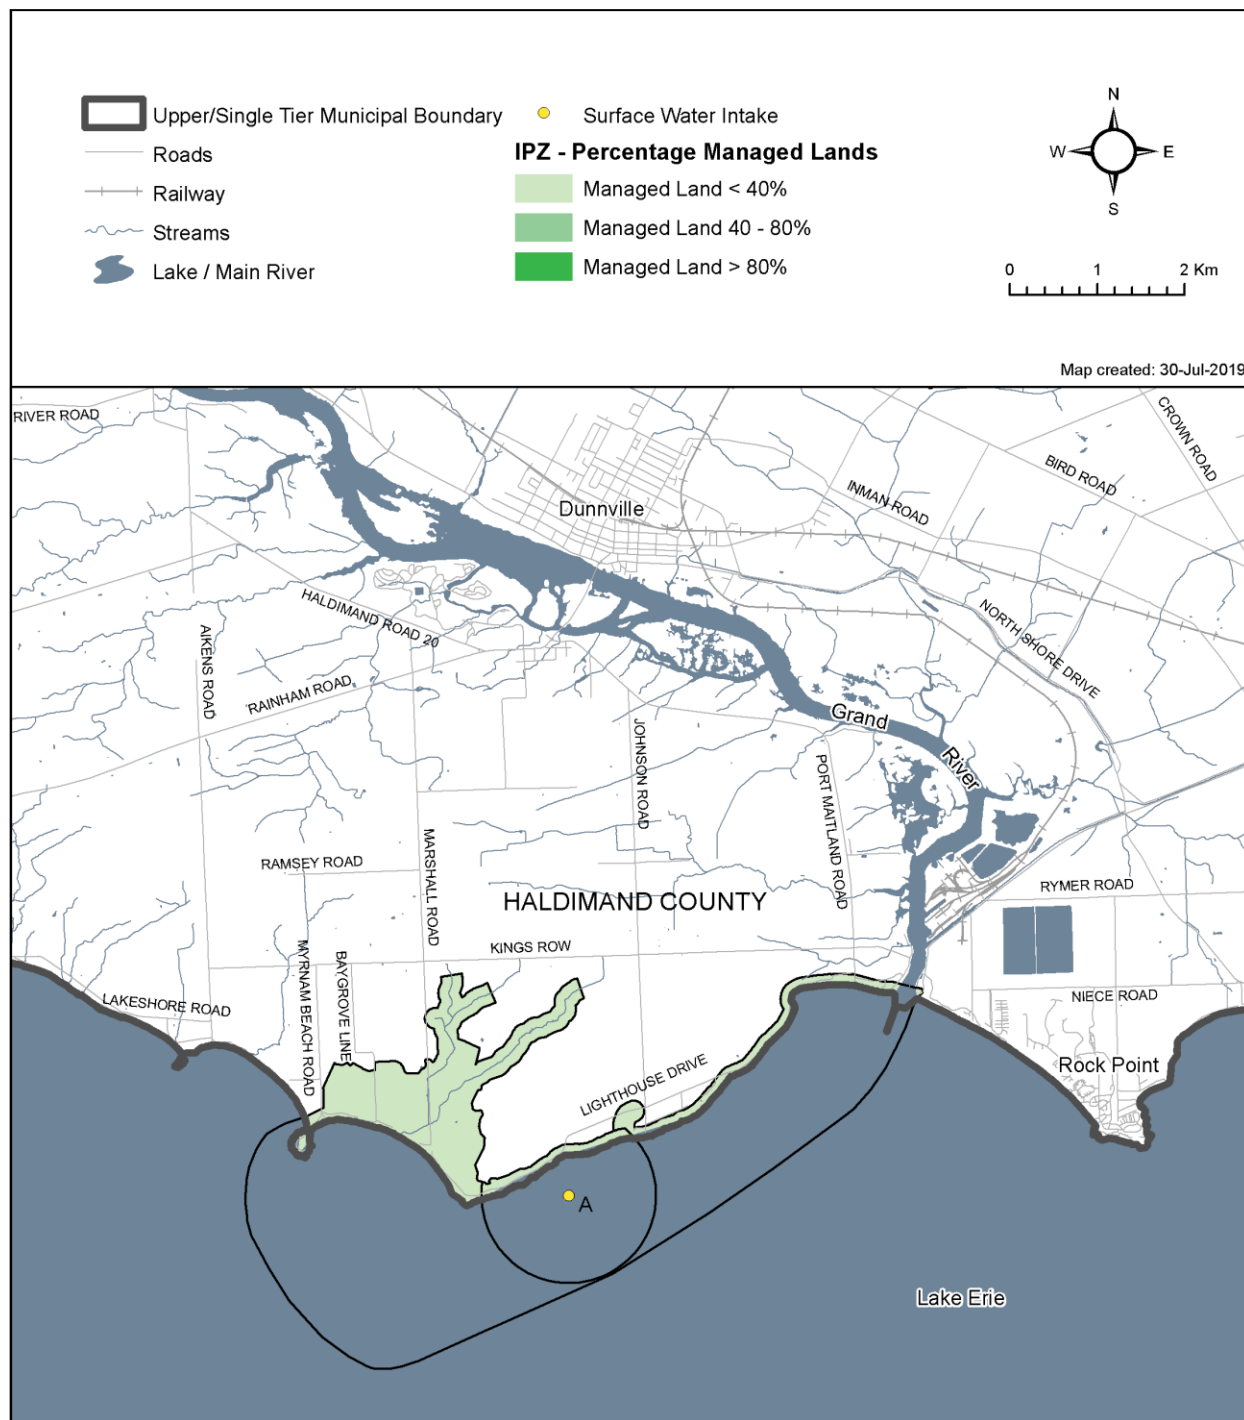 Upper/Single Tier Municipal Boundary
Roads
Railway
Streams
Lake / Main River
Surface Water Intake
IPZ - Percentage Managed Lands
Managed Land < 40%
Managed Land 40 - 80%
Managed Land > 80%
N
W E
S
0 1 2 Km
Map created: 30-Jul-2019
RIVER ROAD
CROWN ROAD
BIRD ROAD
INMAN ROAD
Dunnville
HALDIMAND ROAD 20
NORTH SHORE DRIVE
AIKENS ROAD
RAINHAM ROAD
JOHNSON ROAD
Grand
River
PORT MAITLAND ROAD
MARSHALL ROAD
RAMSEY ROAD
RYMER ROAD
HALDIMAND COUNTY
KINGS ROW
MYRNAM BEACH ROAD
BAYGROVE LINE
LAKESHORE ROAD
NIECE ROAD
Rock Point
LIGHTHOUSE DRIVE
A
Lake Erie